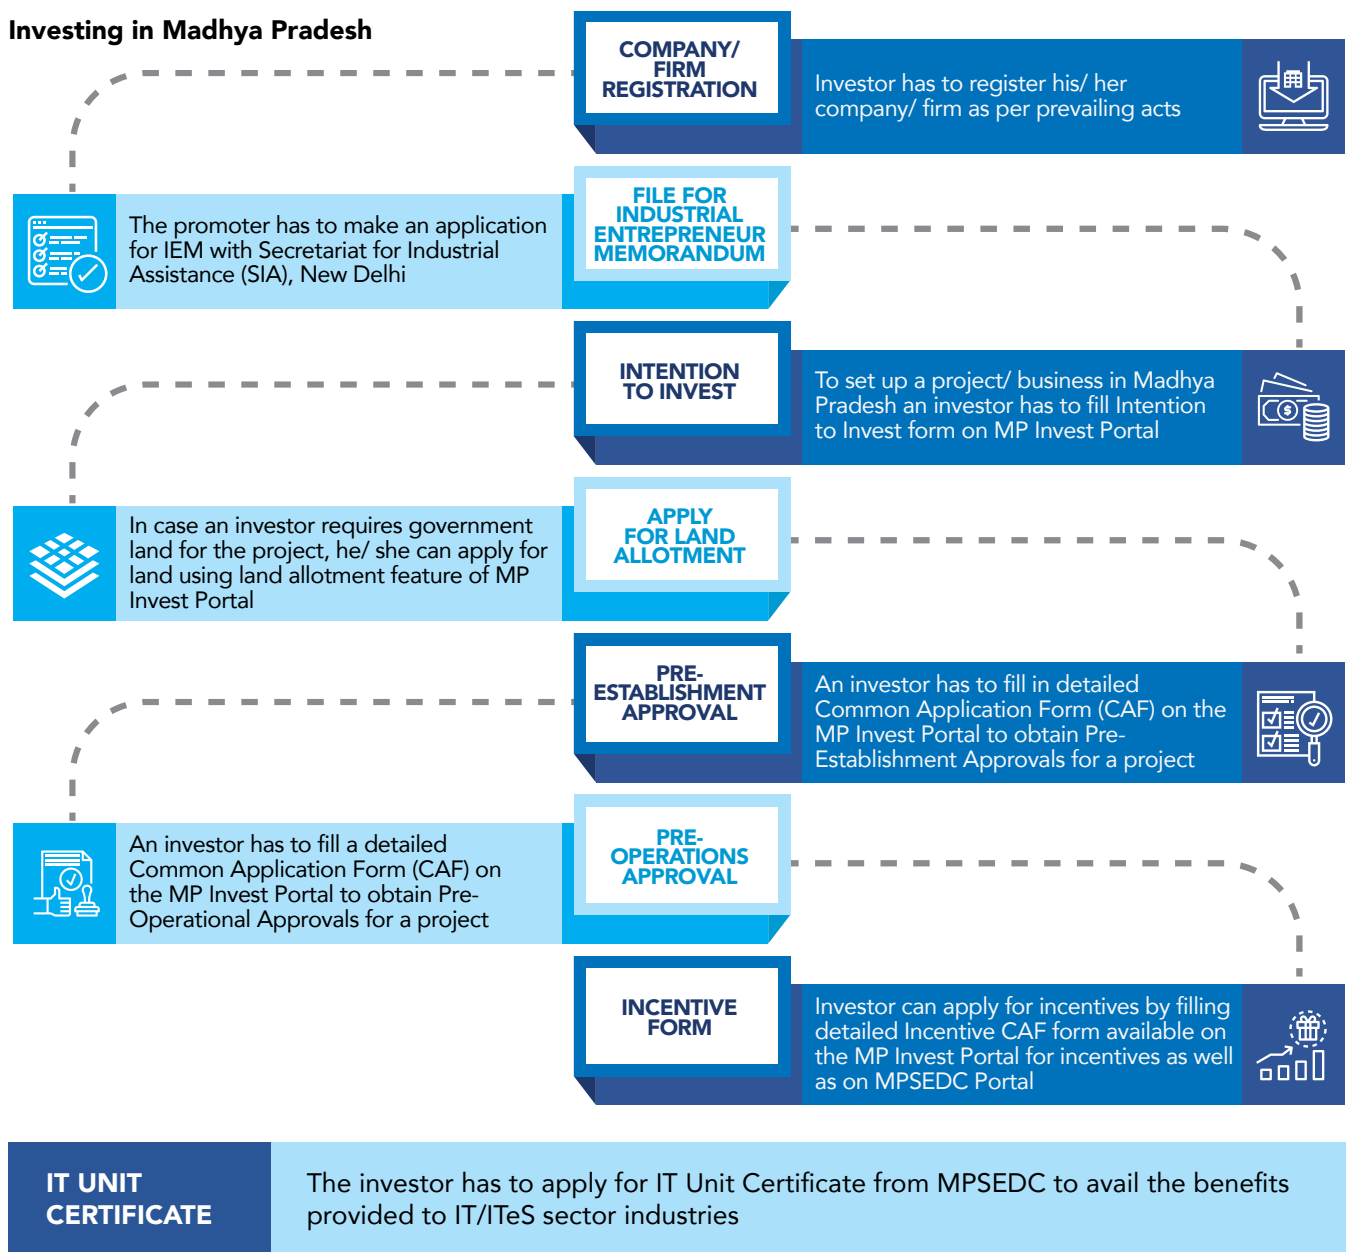 Investing in Madhya Pradesh
COMPANY/
FIRM
REGISTRATION
Investor has to register his/ her
company/ firm as per prevailing acts
FILE FOR
INDUSTRIAL
ENTREPRENEUR
MEMORANDUM
The promoter has to make an application
for IEM with Secretariat for Industrial
Assistance (SIA), New Delhi
INTENTION
TO INVEST
To set up a project/ business in Madhya
Pradesh an investor has to fill Intention
to Invest form on MP Invest Portal
APPLY
FOR LAND
ALLOTMENT
In case an investor requires government
land for the project, he/ she can apply for
land using land allotment feature of MP
Invest Portal
PRE-
ESTABLISHMENT
APPROVAL
An investor has to fill in detailed
Common Application Form (CAF) on the
MP Invest Portal to obtain Pre-
Establishment Approvals for a project
PRE-
OPERATIONS
APPROVAL
An investor has to fill a detailed
Common Application Form (CAF) on
the MP Invest Portal to obtain Pre-
Operational Approvals for a project
INCENTIVE
FORM
Investor can apply for incentives by filling
detailed Incentive CAF form available on
the MP Invest Portal for incentives as well
as on MPSEDC Portal
IT UNIT
CERTIFICATE
The investor has to apply for IT Unit Certificate from MPSEDC to avail the benefits
provided to IT/ITeS sector industries